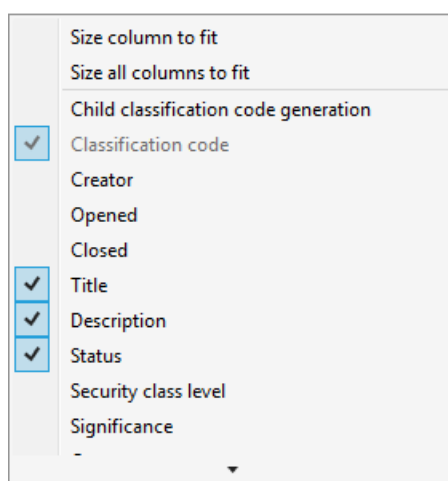 Size column to fit
Size all columns to fit
Child classification code generation
Classification code
Creator
Opened
Closed
Title
Description
Status
Security class level
Significance